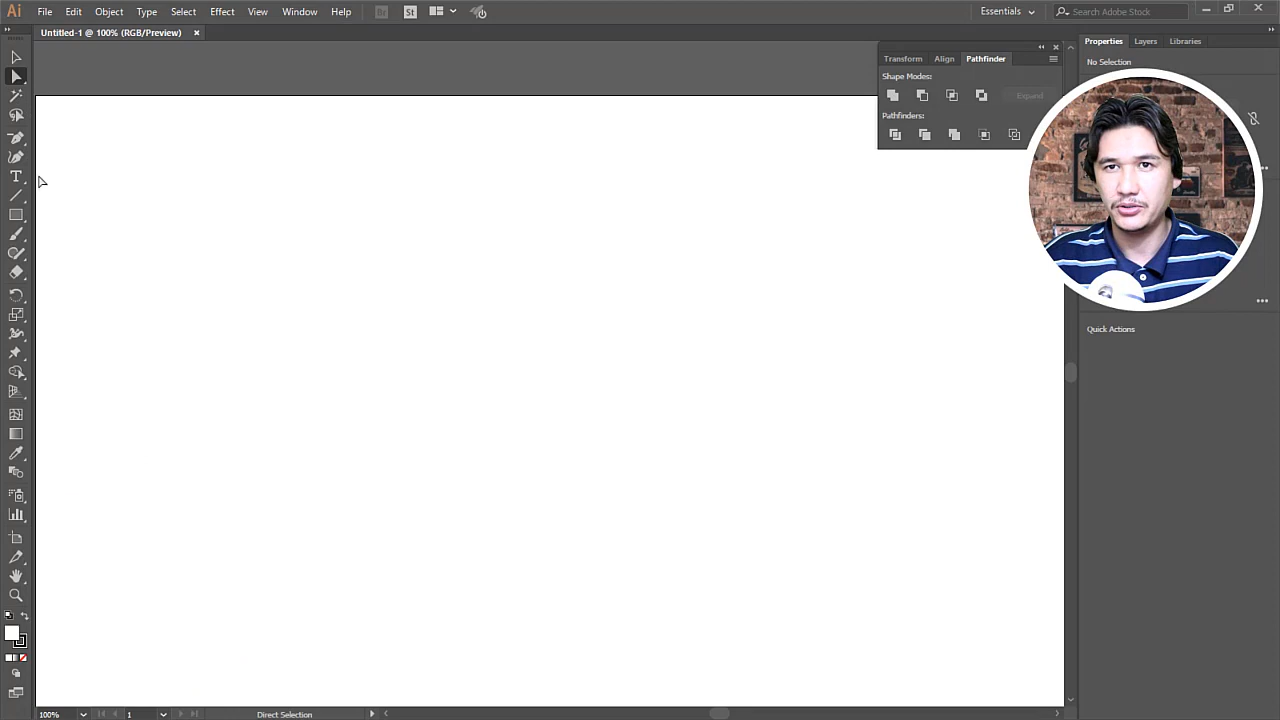 Ai File Edit Object Type Select Effect View Window Help Br St Essentials Search Adobe Stock
Untitled-1 @ 100% (RGB/Preview)
Properties Layers Libraries
Transform Align Pathfinder
No Selection
Shape Modes:
Expand
Pathfinders:
Quick Actions
100% 1 Direct Selection